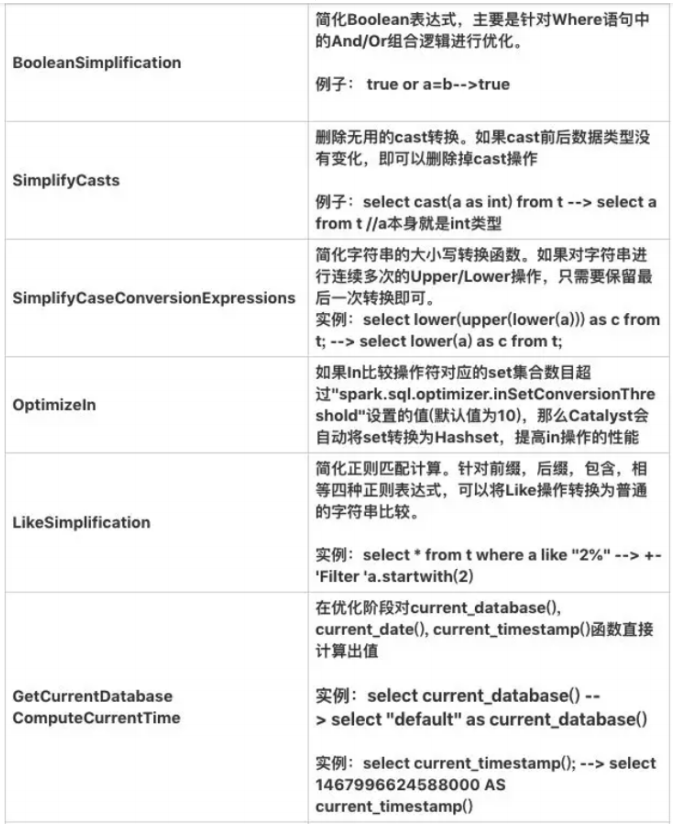 BooleanSimplification
简化Boolean表达式，主要是针对Where语句中
的And/Or组合逻辑进行优化。
例子： true or a=b-->true
SimplifyCasts
删除无用的cast转换。如果cast前后数据类型没
有变化，即可以删除掉cast操作
例子：select cast(a as int) from t --> select a
from t //a本身就是int类型
SimplifyCaseConversionExpressions
简化字符串的大小写转换函数。如果对字符串进
行连续多次的Upper/Lower操作，只需要保留最
后一次转换即可。
实例：select lower(upper(lower(a))) as c from
t; --> select lower(a) as c from t;
OptimizeIn
如果In比较操作符对应的set集合数目超
过"spark.sql.optimizer.inSetConversionThre
shold"设置的值(默认值为10)，那么Catalyst会
自动将set转换为Hashset，提高in操作的性能
LikeSimplification
简化正则匹配计算。针对前缀，后缀，包含，相
等四种正则表达式，可以将Like操作转换为普通
的字符串比较。
实例：select * from t where a like "2%" --> +-
'Filter 'a.startwith(2)
GetCurrentDatabase
ComputeCurrentTime
在优化阶段对current_database(),
current_date(), current_timestamp()函数直接
计算出值
实例：select current_database() --
> select "default" as current_database()
实例：select current_timestamp(); --> select
1467996624588000 AS
current_timestamp()